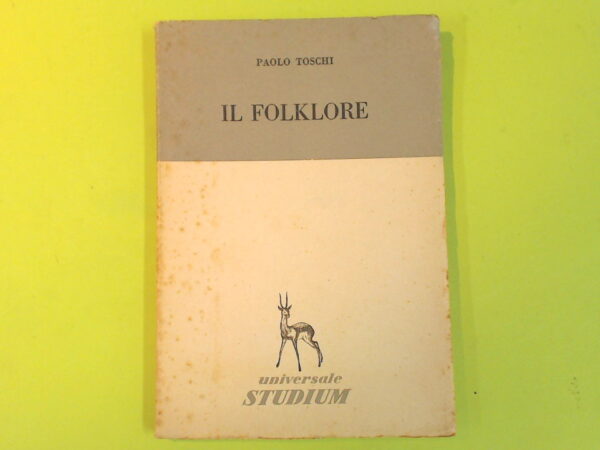 PAOLO TOSCHI
IL FOLKLORE
universale
STUDIUM